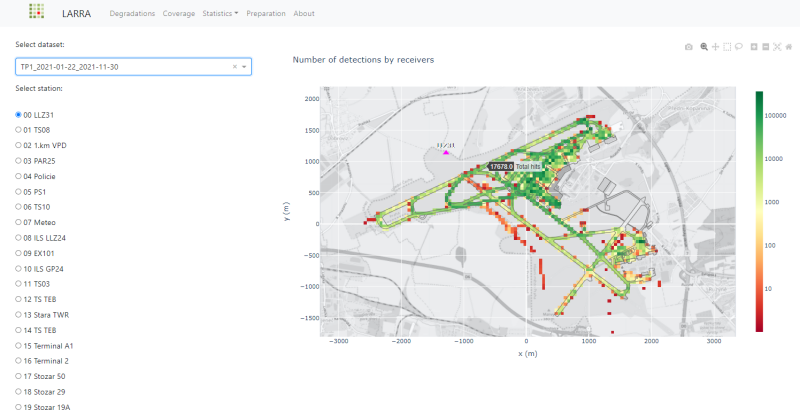 LARRA Degradations Coverage Statistics Preparation About
Select dataset:
TP1_2021-01-22_2021-11-30
Select station:
00 LLZ31
01 TS08
02 1.km VPD
03 PAR25
04 Policie
05 PS1
06 TS10
07 Meteo
08 ILS LLZ24
09 EX101
10 ILS GP24
11 TS03
12 TS TEB
13 Stara TWR
14 TS TEB
15 Terminal A1
16 Terminal 2
17 Stozar 50
18 Stozar 29
19 Stozar 19A
Number of detections by receivers
2000
1500
1000
500
0
−500
−1000
−1500
y (m)
−3000 −2000 −1000 0 1000 2000 3000
x (m)
LLZ31
17678.0 Total hits
100000
10000
1000
100
10